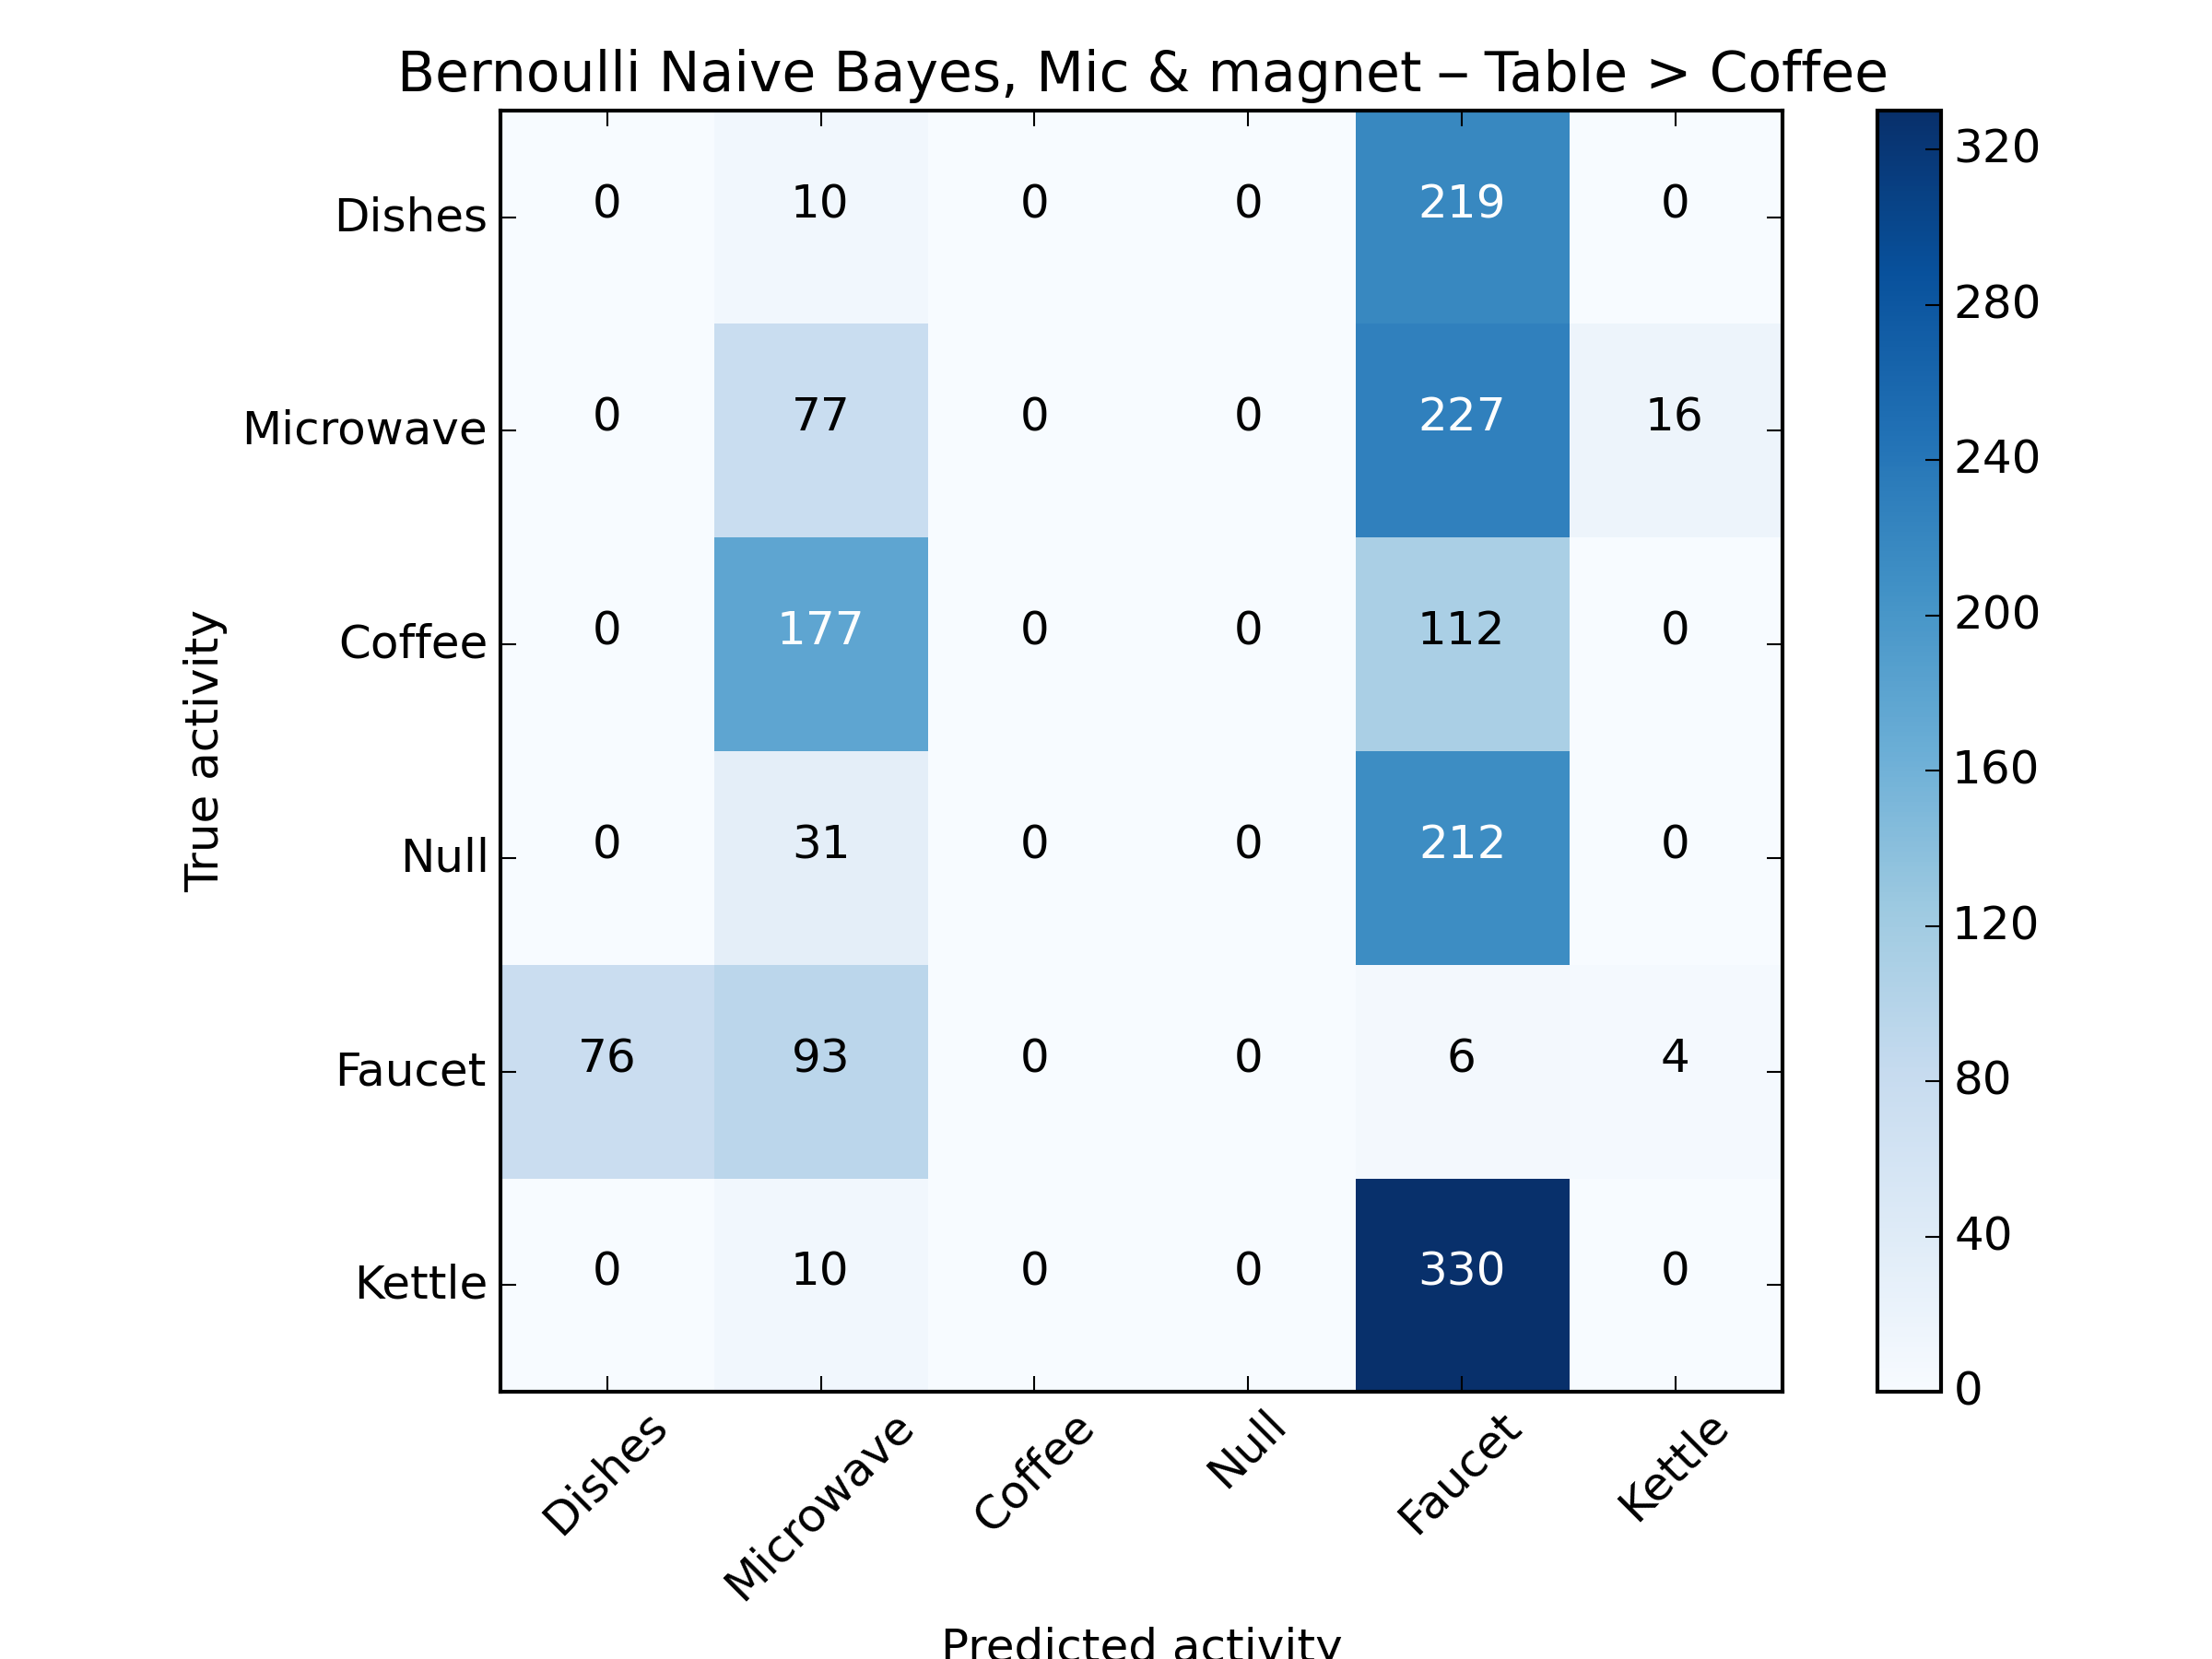 Bernoulli Naive Bayes, Mic & magnet – Table > Coffee
True activity
Dishes 0 10 0 0 219 0
Microwave 0 77 0 0 227 16
Coffee 0 177 0 0 112 0
Null 0 31 0 0 212 0
Faucet 76 93 0 0 6 4
Kettle 0 10 0 0 330 0
Dishes Microwave Coffee Null Faucet Kettle
Predicted activity
320
280
240
200
160
120
80
40
0